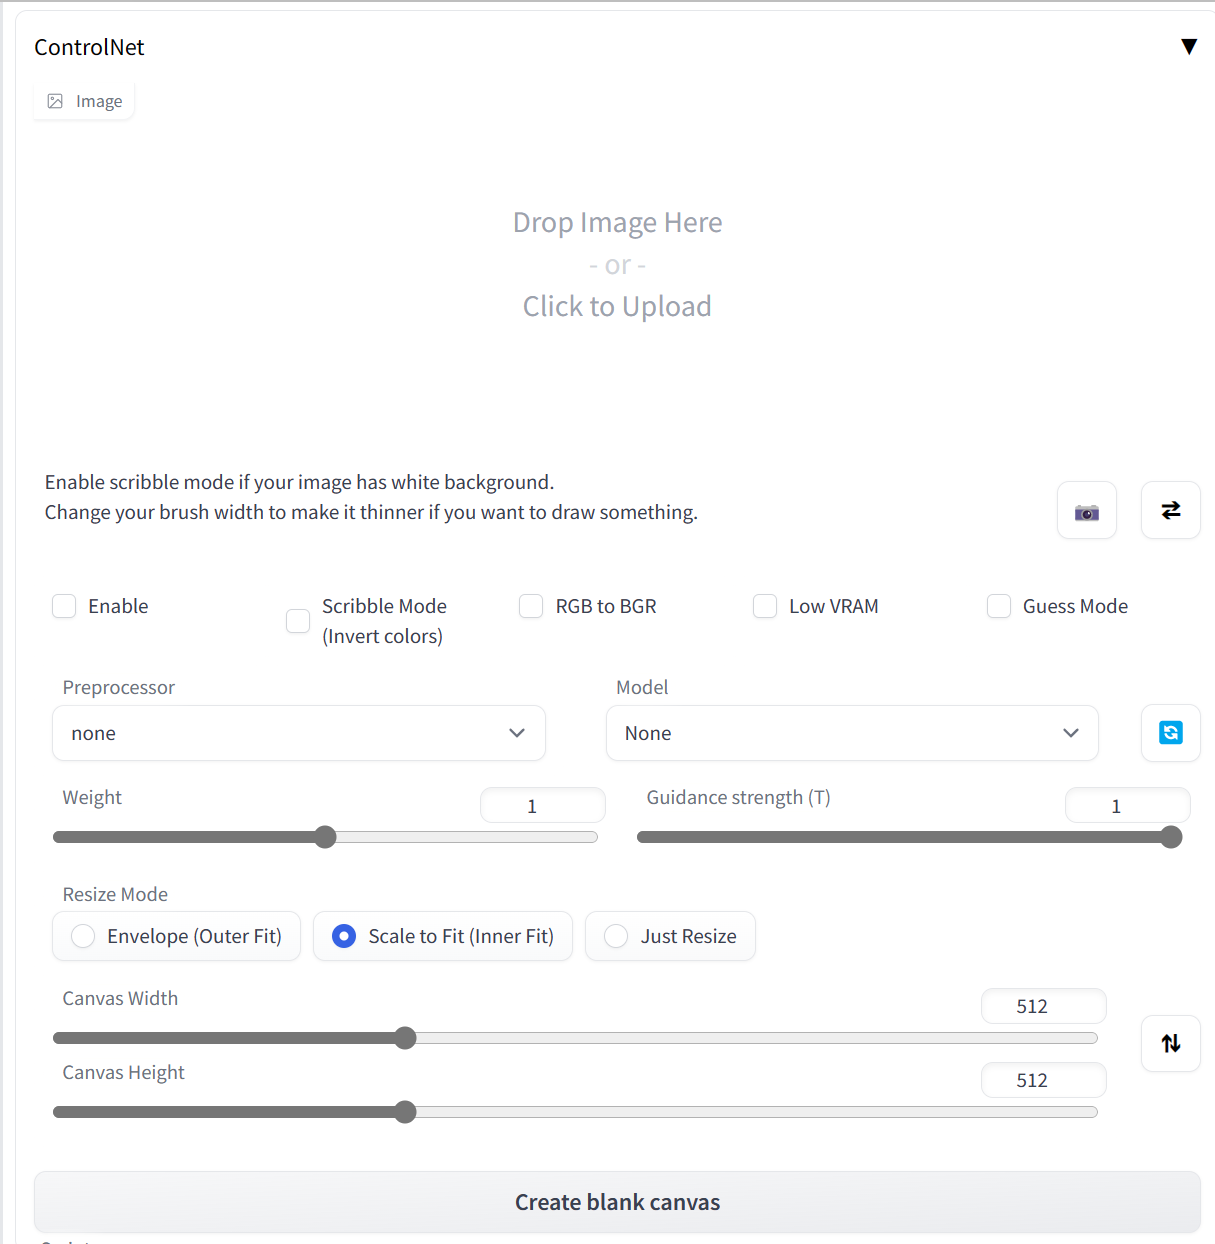 ControlNet
Image
Drop Image Here
- or -
Click to Upload
Enable scribble mode if your image has white background.
Change your brush width to make it thinner if you want to draw something.
Enable
Scribble Mode
(Invert colors)
RGB to BGR
Low VRAM
Guess Mode
Preprocessor
none
Model
None
Weight
1
Guidance strength (T)
1
Resize Mode
Envelope (Outer Fit)
Scale to Fit (Inner Fit)
Just Resize
Canvas Width
512
Canvas Height
512
Create blank canvas